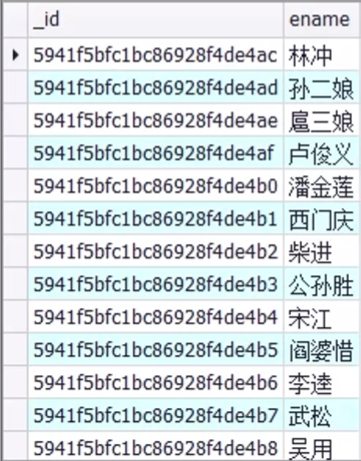 _id ename
5941f5bfc1bc86928f4de4ac 林冲
5941f5bfc1bc86928f4de4ad 孙二娘
5941f5bfc1bc86928f4de4ae 扈三娘
5941f5bfc1bc86928f4de4af 卢俊义
5941f5bfc1bc86928f4de4b0 潘金莲
5941f5bfc1bc86928f4de4b1 西门庆
5941f5bfc1bc86928f4de4b2 柴进
5941f5bfc1bc86928f4de4b3 公孙胜
5941f5bfc1bc86928f4de4b4 宋江
5941f5bfc1bc86928f4de4b5 阎婆惜
5941f5bfc1bc86928f4de4b6 李逵
5941f5bfc1bc86928f4de4b7 武松
5941f5bfc1bc86928f4de4b8 吴用